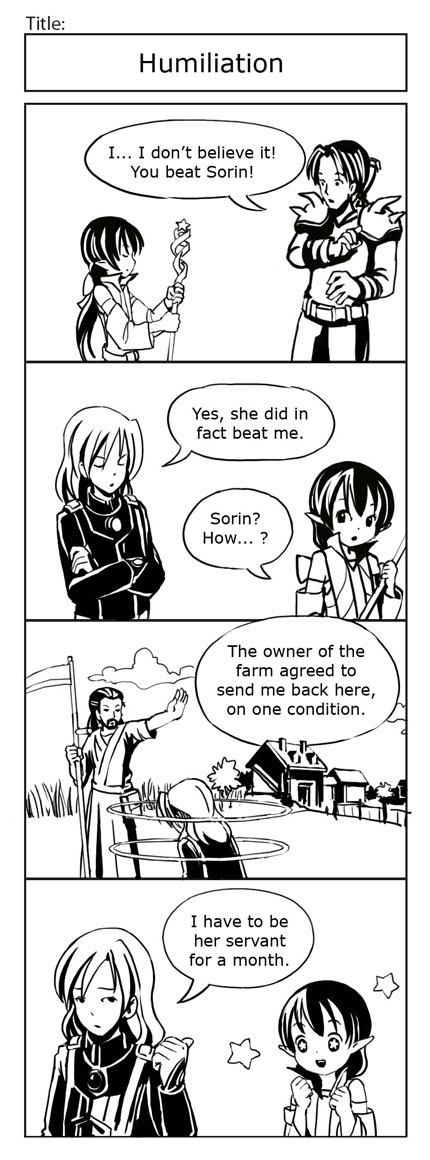 Title:
Humiliation
I... I don't believe it!
You beat Sorin!
Yes, she did in
fact beat me.
Sorin?
How... ?
The owner of the
farm agreed to
send me back here,
on one condition.
I have to be
her servant
for a month.